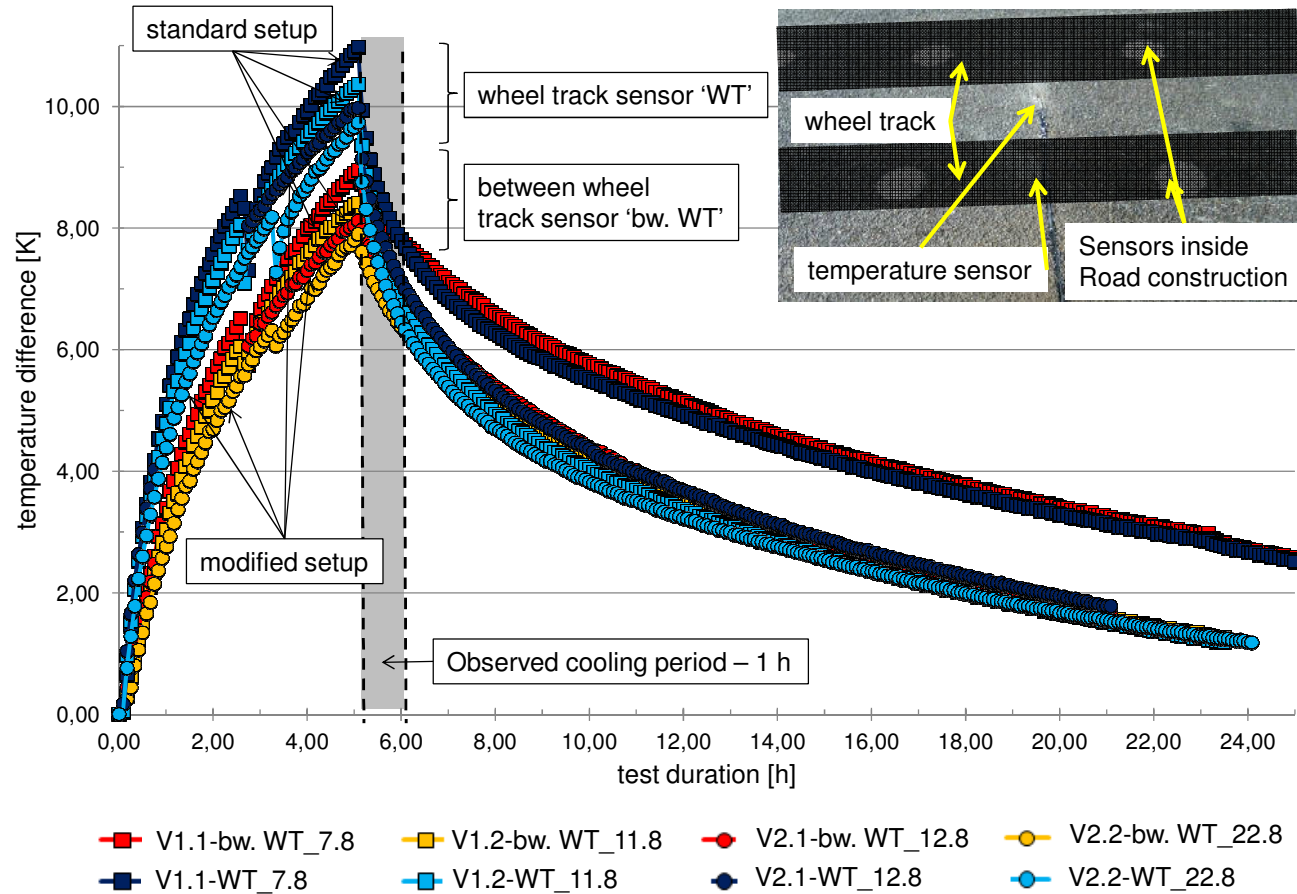 standard setup
wheel track sensor ‘WT’
between wheel
track sensor ‘bw. WT’
modified setup
Observed cooling period – 1 h
wheel track
temperature sensor
Sensors inside
Road construction
temperature difference [K]
10,00
8,00
6,00
4,00
2,00
0,00
0,00 2,00 4,00 6,00 8,00 10,00 12,00 14,00 16,00 18,00 20,00 22,00 24,00
test duration [h]
V1.1-bw. WT_7.8 V1.2-bw. WT_11.8 V2.1-bw. WT_12.8 V2.2-bw. WT_22.8
V1.1-WT_7.8 V1.2-WT_11.8 V2.1-WT_12.8 V2.2-WT_22.8